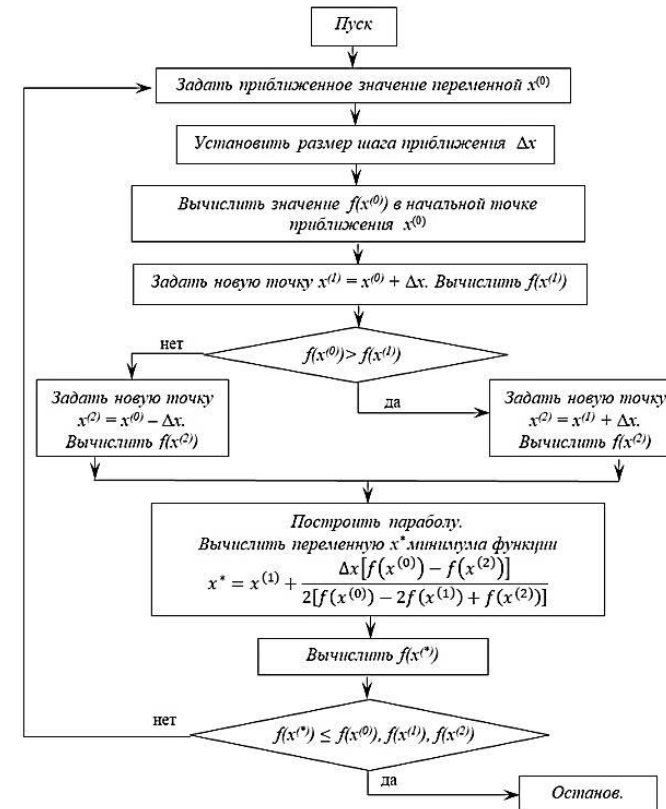 Пуск
Задать приближенное значение переменной x⁽⁰⁾
Установить размер шага приближения Δx
Вычислить значение f(x⁽⁰⁾) в начальной точке
приближения x⁽⁰⁾
Задать новую точку x⁽¹⁾ = x⁽⁰⁾ + Δx. Вычислить f(x⁽¹⁾)
f(x⁽⁰⁾) > f(x⁽¹⁾)
нет
да
Задать новую точку
x⁽²⁾ = x⁽⁰⁾ − Δx.
Вычислить f(x⁽²⁾)
Задать новую точку
x⁽²⁾ = x⁽¹⁾ + Δx.
Вычислить f(x⁽²⁾)
Построить параболу.
Вычислить переменную x* минимума функции
x* = x⁽¹⁾ + Δx[f(x⁽⁰⁾) − f(x⁽²⁾)] / 2[f(x⁽⁰⁾) − 2f(x⁽¹⁾) + f(x⁽²⁾)]
Вычислить f(x⁽*⁾)
f(x⁽*⁾) ≤ f(x⁽⁰⁾), f(x⁽¹⁾), f(x⁽²⁾)
нет
да
Останов.